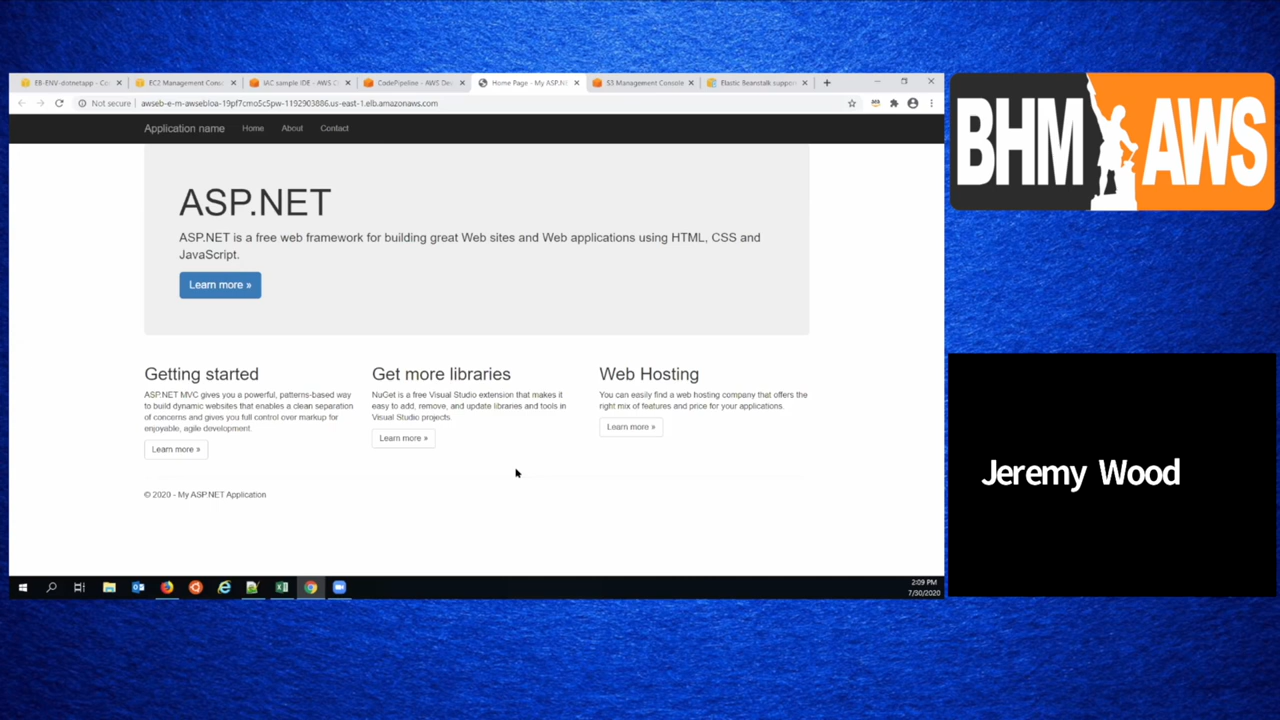 EB-ENV-dotnetapp - Co
EC2 Management Conso
IAC sample IDE - AWS C
CodePipeline - AWS De
Home Page - My ASP.NE
S3 Management Console
Elastic Beanstalk suppor
Not secure
awseb-e-m-awsebloa-19pf7cmo5c5pw-1192903886.us-east-1.elb.amazonaws.com
Application name
Home
About
Contact
ASP.NET
ASP.NET is a free web framework for building great Web sites and Web applications using HTML, CSS and
JavaScript.
Learn more »
Getting started
ASP.NET MVC gives you a powerful, patterns-based way
to build dynamic websites that enables a clean separation
of concerns and gives you full control over markup for
enjoyable, agile development.
Learn more »
Get more libraries
NuGet is a free Visual Studio extension that makes it
easy to add, remove, and update libraries and tools in
Visual Studio projects.
Learn more »
Web Hosting
You can easily find a web hosting company that offers the
right mix of features and price for your applications.
Learn more »
© 2020 - My ASP.NET Application
2:09 PM
7/30/2020
BHM AWS
Jeremy Wood